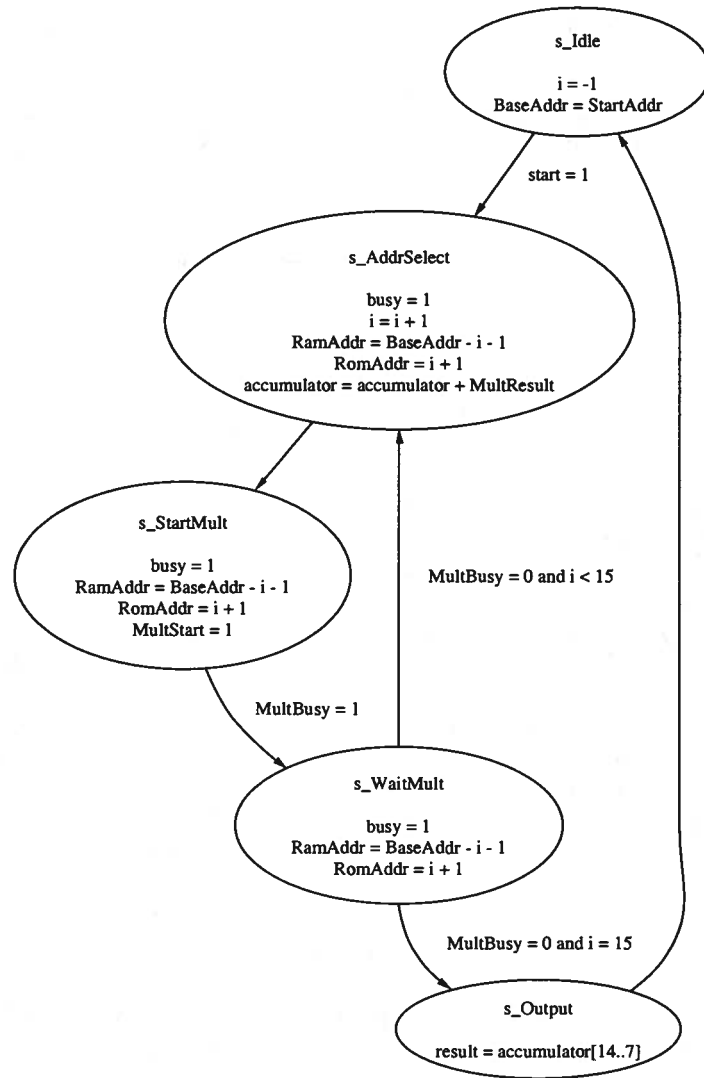 s_Idle
i = -1
BaseAddr = StartAddr
start = 1
s_AddrSelect
busy = 1
i = i + 1
RamAddr = BaseAddr - i - 1
RomAddr = i + 1
accumulator = accumulator + MultResult
s_StartMult
busy = 1
RamAddr = BaseAddr - i - 1
RomAddr = i + 1
MultStart = 1
MultBusy = 0 and i < 15
MultBusy = 1
s_WaitMult
busy = 1
RamAddr = BaseAddr - i - 1
RomAddr = i + 1
MultBusy = 0 and i = 15
s_Output
result = accumulator[14..7]